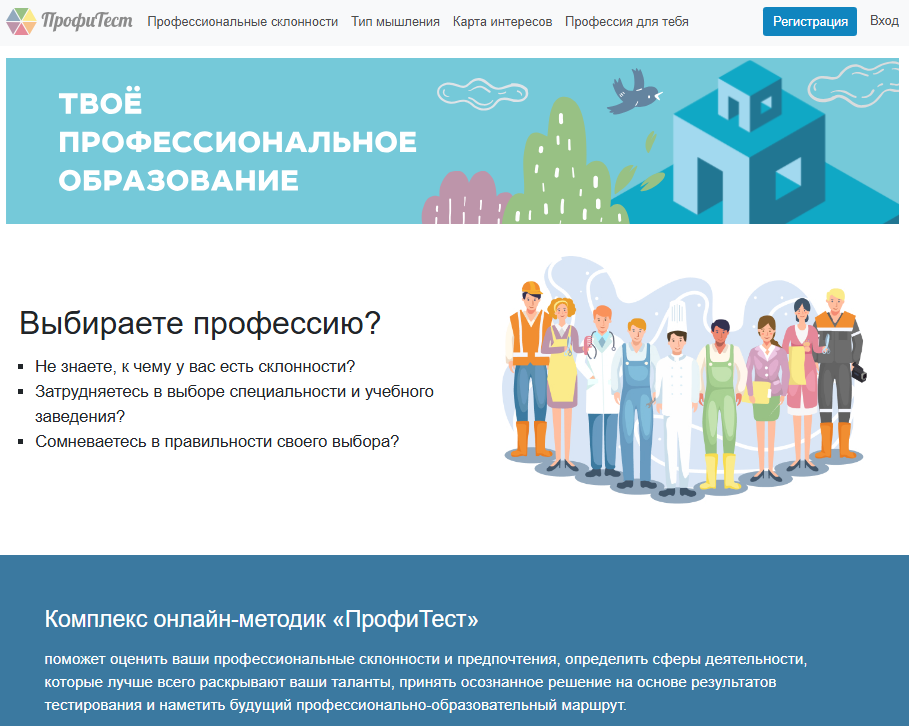 ПрофиТест Профессиональные склонности Тип мышления Карта интересов Профессия для тебя Регистрация Вход
ТВОЁ
ПРОФЕССИОНАЛЬНОЕ
ОБРАЗОВАНИЕ
Выбираете профессию?
Не знаете, к чему у вас есть склонности?
Затрудняетесь в выборе специальности и учебного
заведения?
Сомневаетесь в правильности своего выбора?
Комплекс онлайн-методик «ПрофиТест»
поможет оценить ваши профессиональные склонности и предпочтения, определить сферы деятельности,
которые лучше всего раскрывают ваши таланты, принять осознанное решение на основе результатов
тестирования и наметить будущий профессионально-образовательный маршрут.